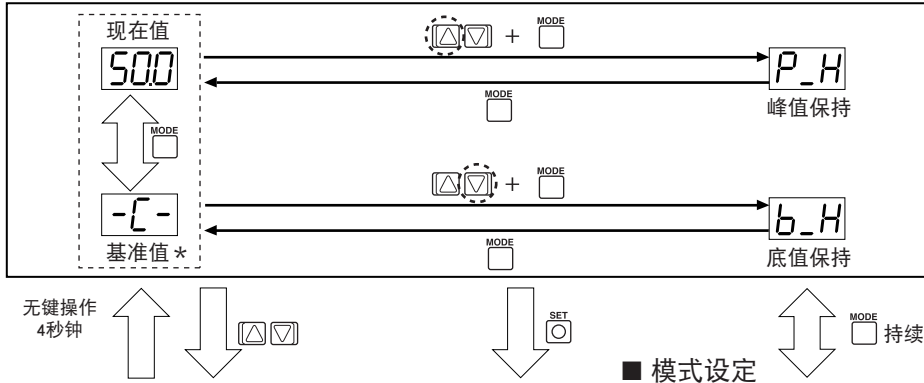 现在值
50.0
MODE
基准值*
-C-
MODE
+
MODE
P_H
峰值保持
+
MODE
MODE
b_H
底值保持
无键操作
4秒钟
SET
MODE
持续
■ 模式设定